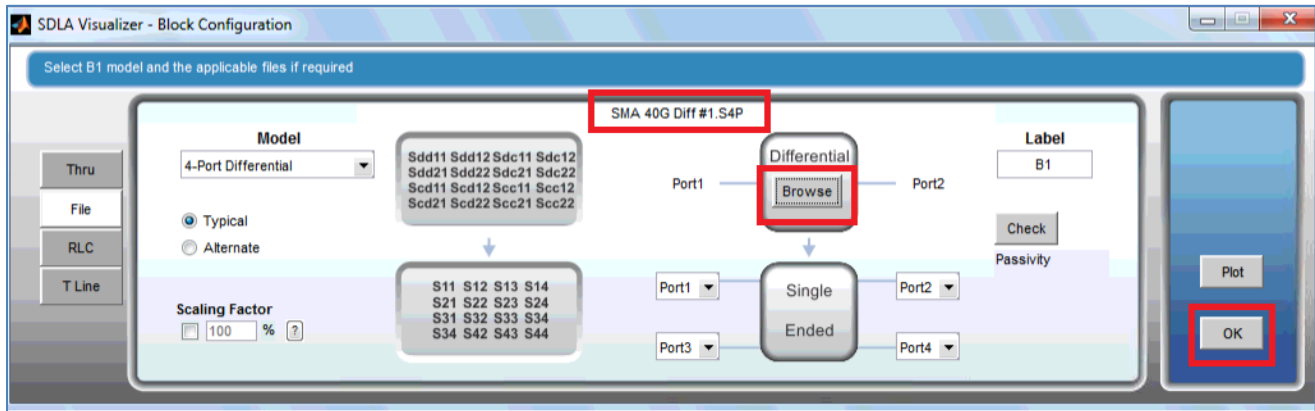 SDLA Visualizer - Block Configuration
Select B1 model and the applicable files if required
SMA 40G Diff #1.S4P
Thru
File
RLC
T Line
Model
4-Port Differential
Typical
Alternate
Scaling Factor
100 % ?
Sdd11 Sdd12 Sdc11 Sdc12
Sdd21 Sdd22 Sdc21 Sdc22
Scd11 Scd12 Scc11 Scc12
Scd21 Scd22 Scc21 Scc22
S11 S12 S13 S14
S21 S22 S23 S24
S31 S32 S33 S34
S34 S42 S43 S44
Differential
Port1 Browse Port2
Port1 Single Port2
Ended
Port3 Port4
Label
B1
Check
Passivity
Plot
OK